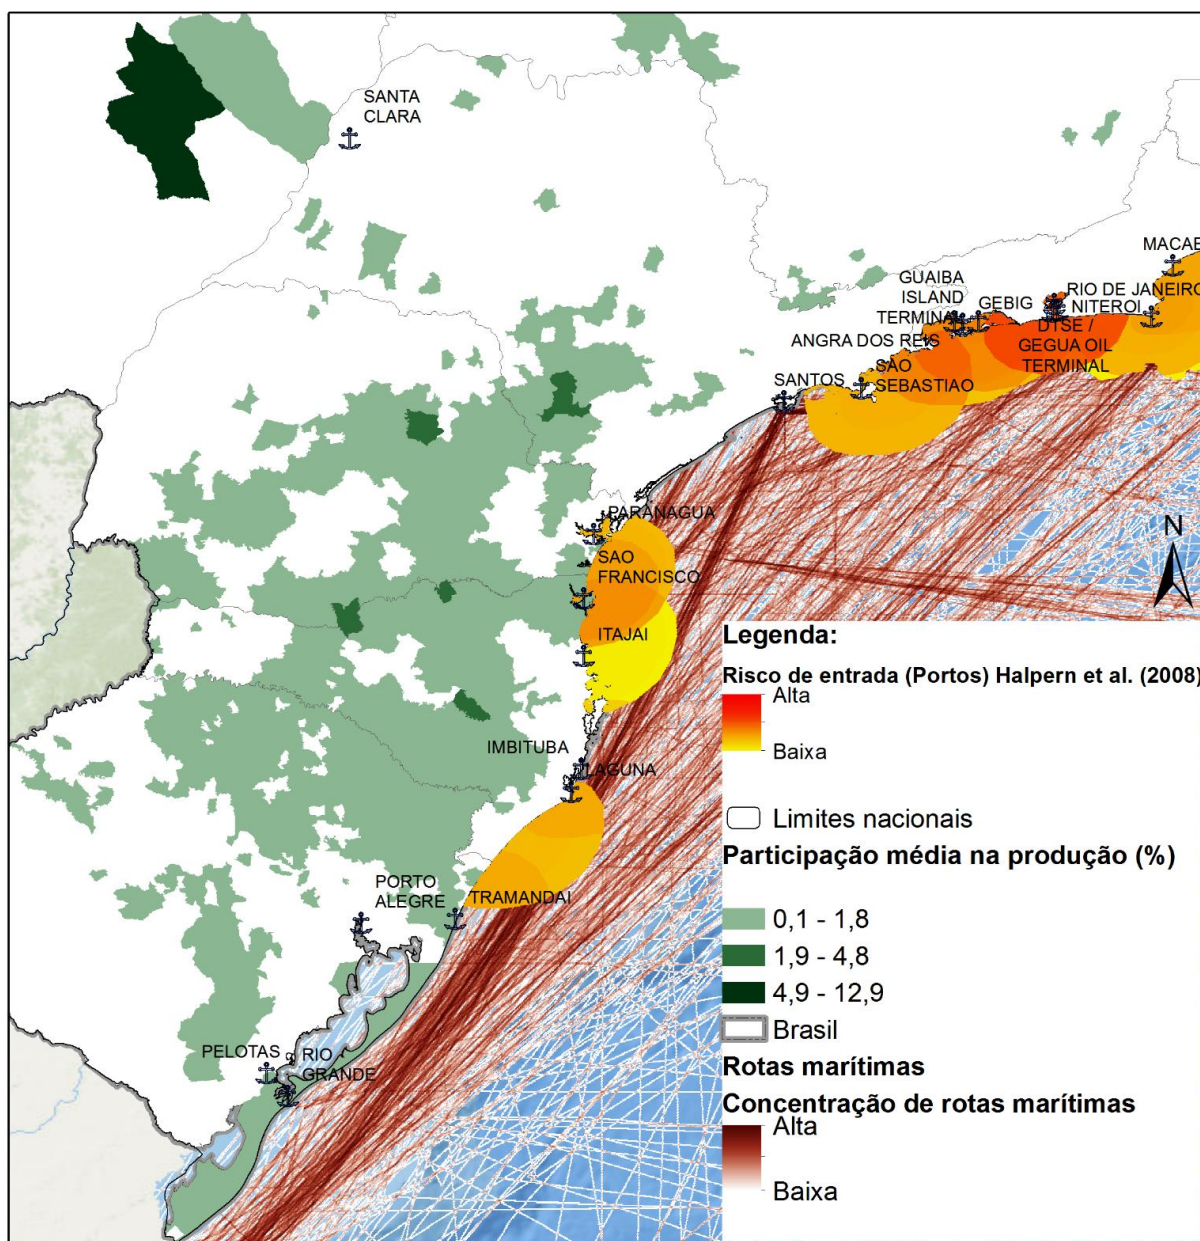 SANTA
CLARA
MACAE
GUAIBA
ISLAND
TERMINAL
GEBIG
RIO DE JANEIRO
NITEROI
ANGRA DOS REIS
DTSE /
GEGUA OIL
TERMINAL
SAO
SEBASTIAO
SANTOS
PARANAGUA
SAO
FRANCISCO
ITAJAI
IMBITUBA
LAGUNA
PORTO
ALEGRE
TRAMANDAI
PELOTAS
RIO
GRANDE
N
Legenda:
Risco de entrada (Portos) Halpern et al. (2008)
Alta
Baixa
Limites nacionais
Participação média na produção (%)
0,1 - 1,8
1,9 - 4,8
4,9 - 12,9
Brasil
Rotas marítimas
Concentração de rotas marítimas
Alta
Baixa